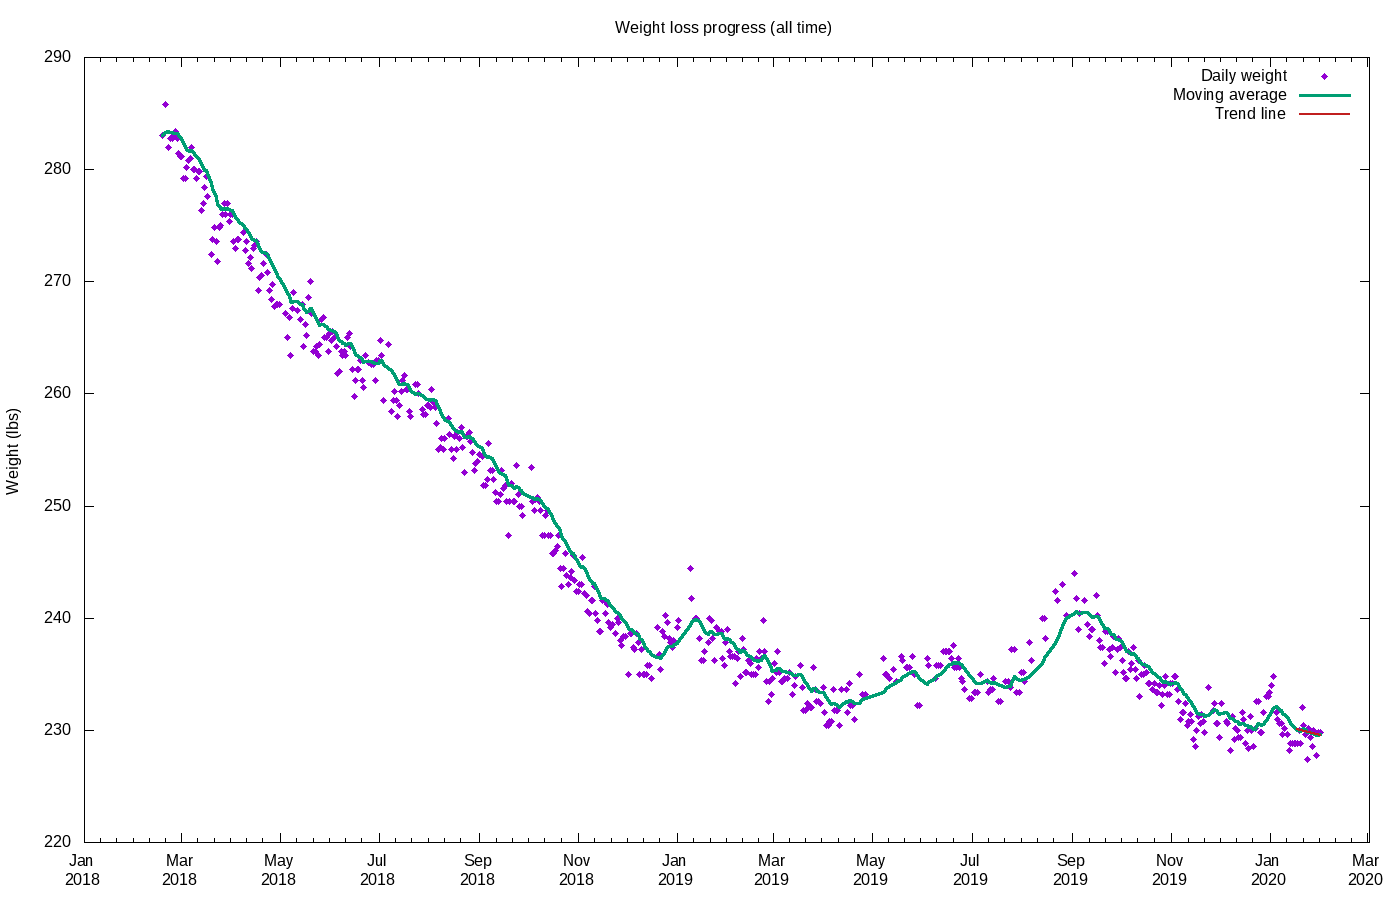 Weight loss progress (all time)
Daily weight
Moving average
Trend line
290
280
270
260
250
240
230
220
Weight (lbs)
Jan Mar May Jul Sep Nov Jan Mar May Jul Sep Nov Jan Mar
2018 2018 2018 2018 2018 2018 2019 2019 2019 2019 2019 2019 2020 2020